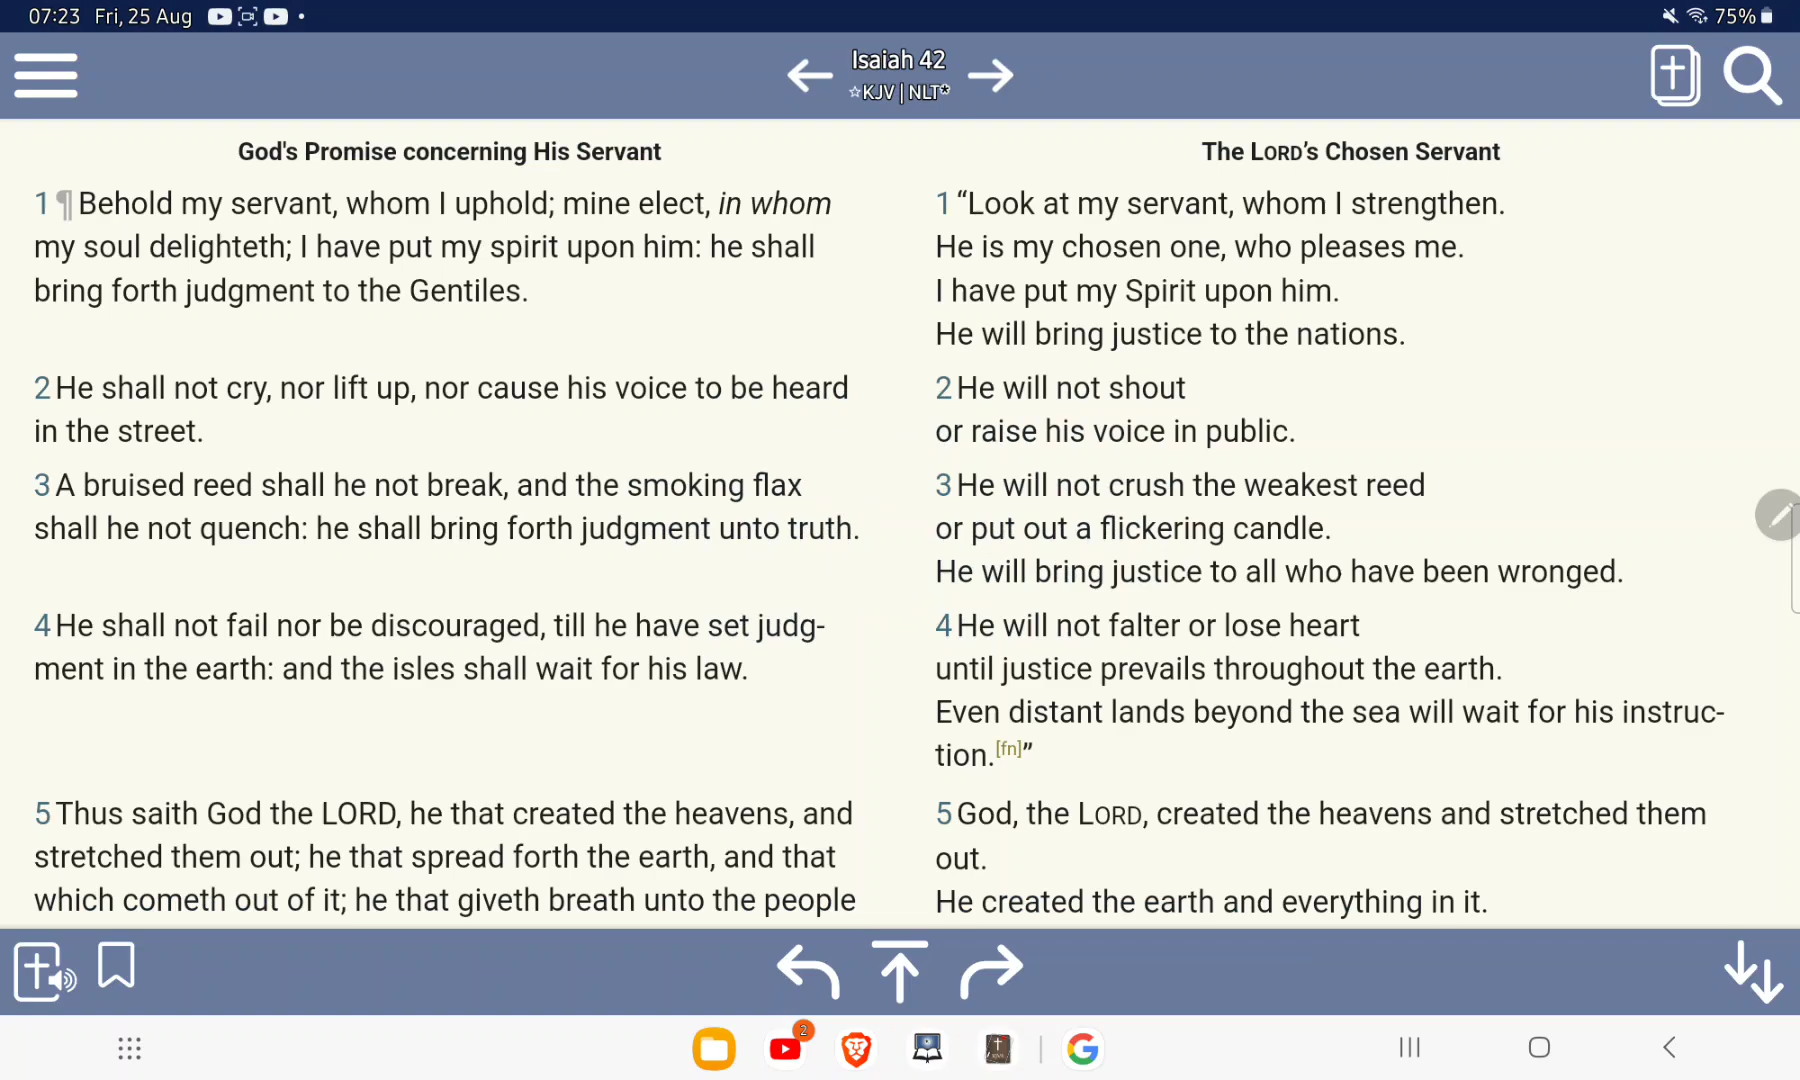 07:23 Fri, 25 Aug
75%
Isaiah 42
☆KJV | NLT✪
God's Promise concerning His Servant
1 ¶ Behold my servant, whom I uphold; mine elect, in whom
my soul delighteth; I have put my spirit upon him: he shall
bring forth judgment to the Gentiles.
2 He shall not cry, nor lift up, nor cause his voice to be heard
in the street.
3 A bruised reed shall he not break, and the smoking flax
shall he not quench: he shall bring forth judgment unto truth.
4 He shall not fail nor be discouraged, till he have set judg-
ment in the earth: and the isles shall wait for his law.
5 Thus saith God the LORD, he that created the heavens, and
stretched them out; he that spread forth the earth, and that
which cometh out of it; he that giveth breath unto the people
The LORD’s Chosen Servant
1 “Look at my servant, whom I strengthen.
He is my chosen one, who pleases me.
I have put my Spirit upon him.
He will bring justice to the nations.
2 He will not shout
or raise his voice in public.
3 He will not crush the weakest reed
or put out a flickering candle.
He will bring justice to all who have been wronged.
4 He will not falter or lose heart
until justice prevails throughout the earth.
Even distant lands beyond the sea will wait for his instruc-
tion.[fn]”
5 God, the LORD, created the heavens and stretched them
out.
He created the earth and everything in it.
2